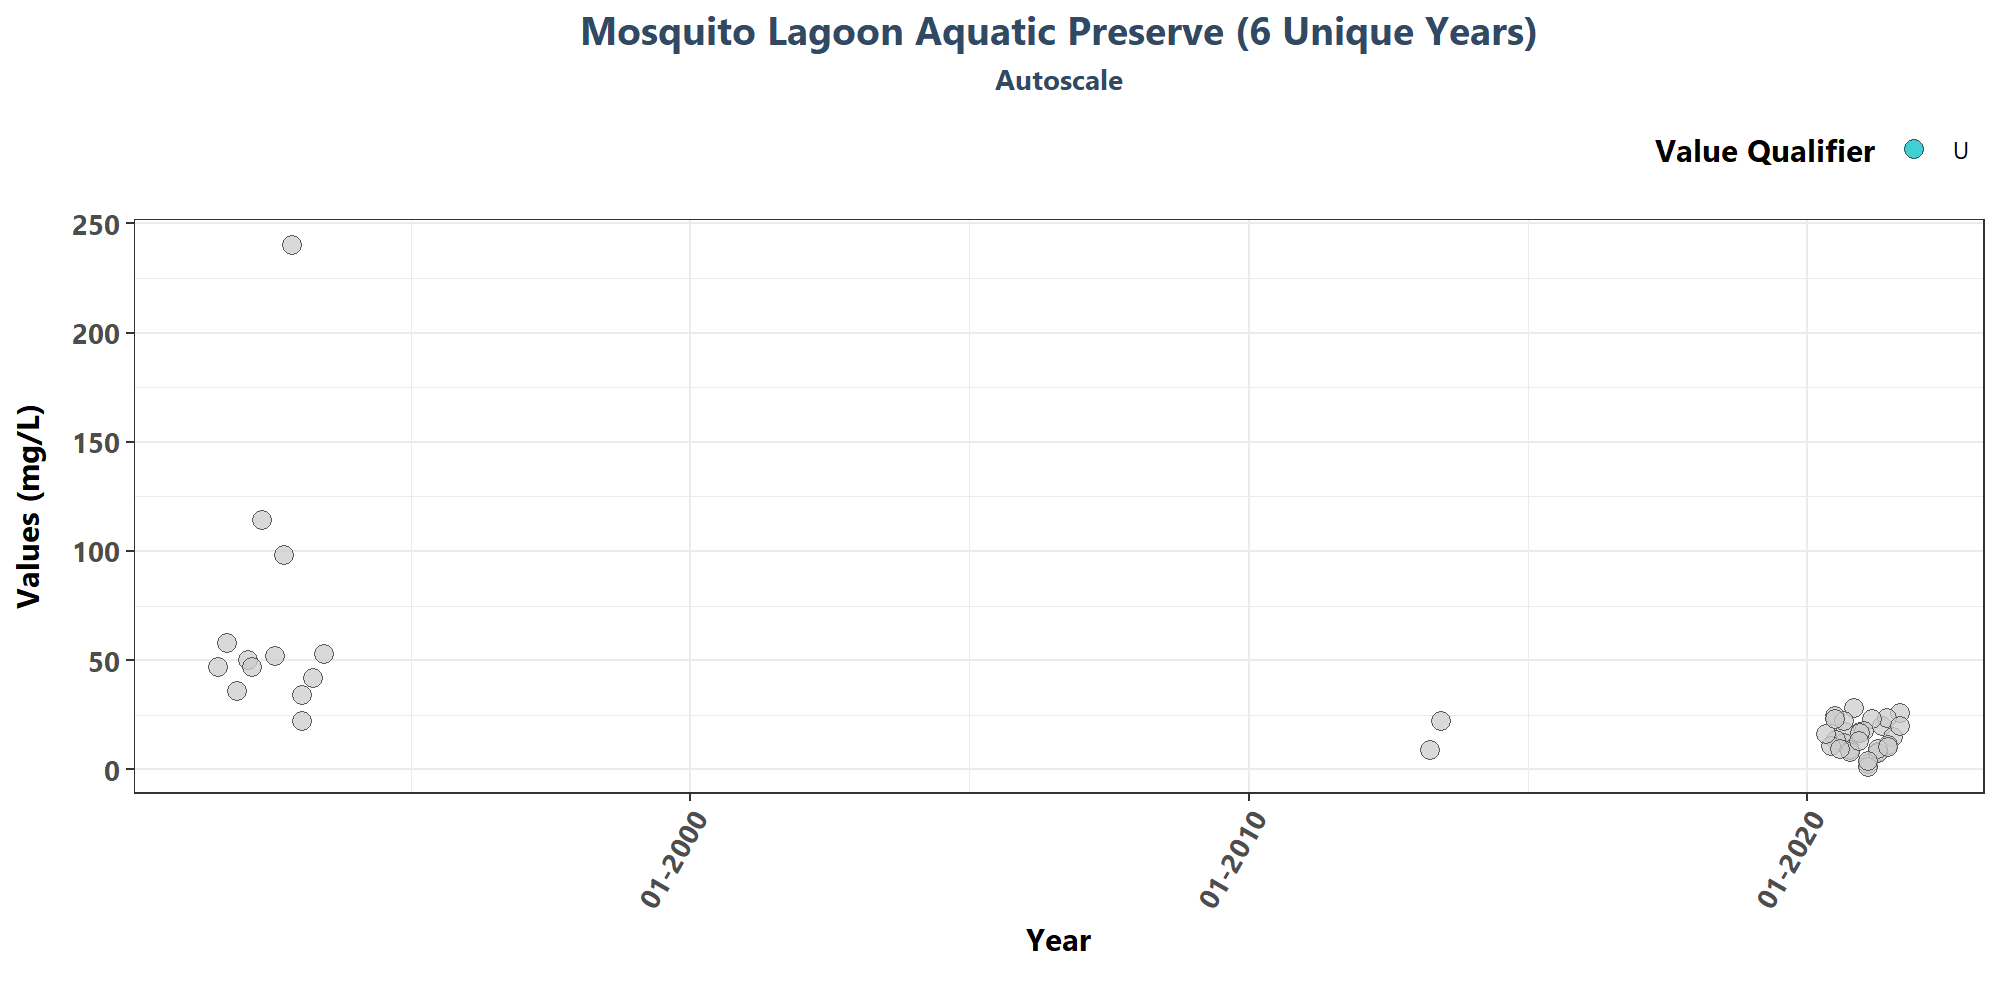 Mosquito Lagoon Aquatic Preserve (6 Unique Years)
Autoscale
Value Qualifier U
250
200
150
100
50
0
Values (mg/L)
01-2000
01-2010
01-2020
Year